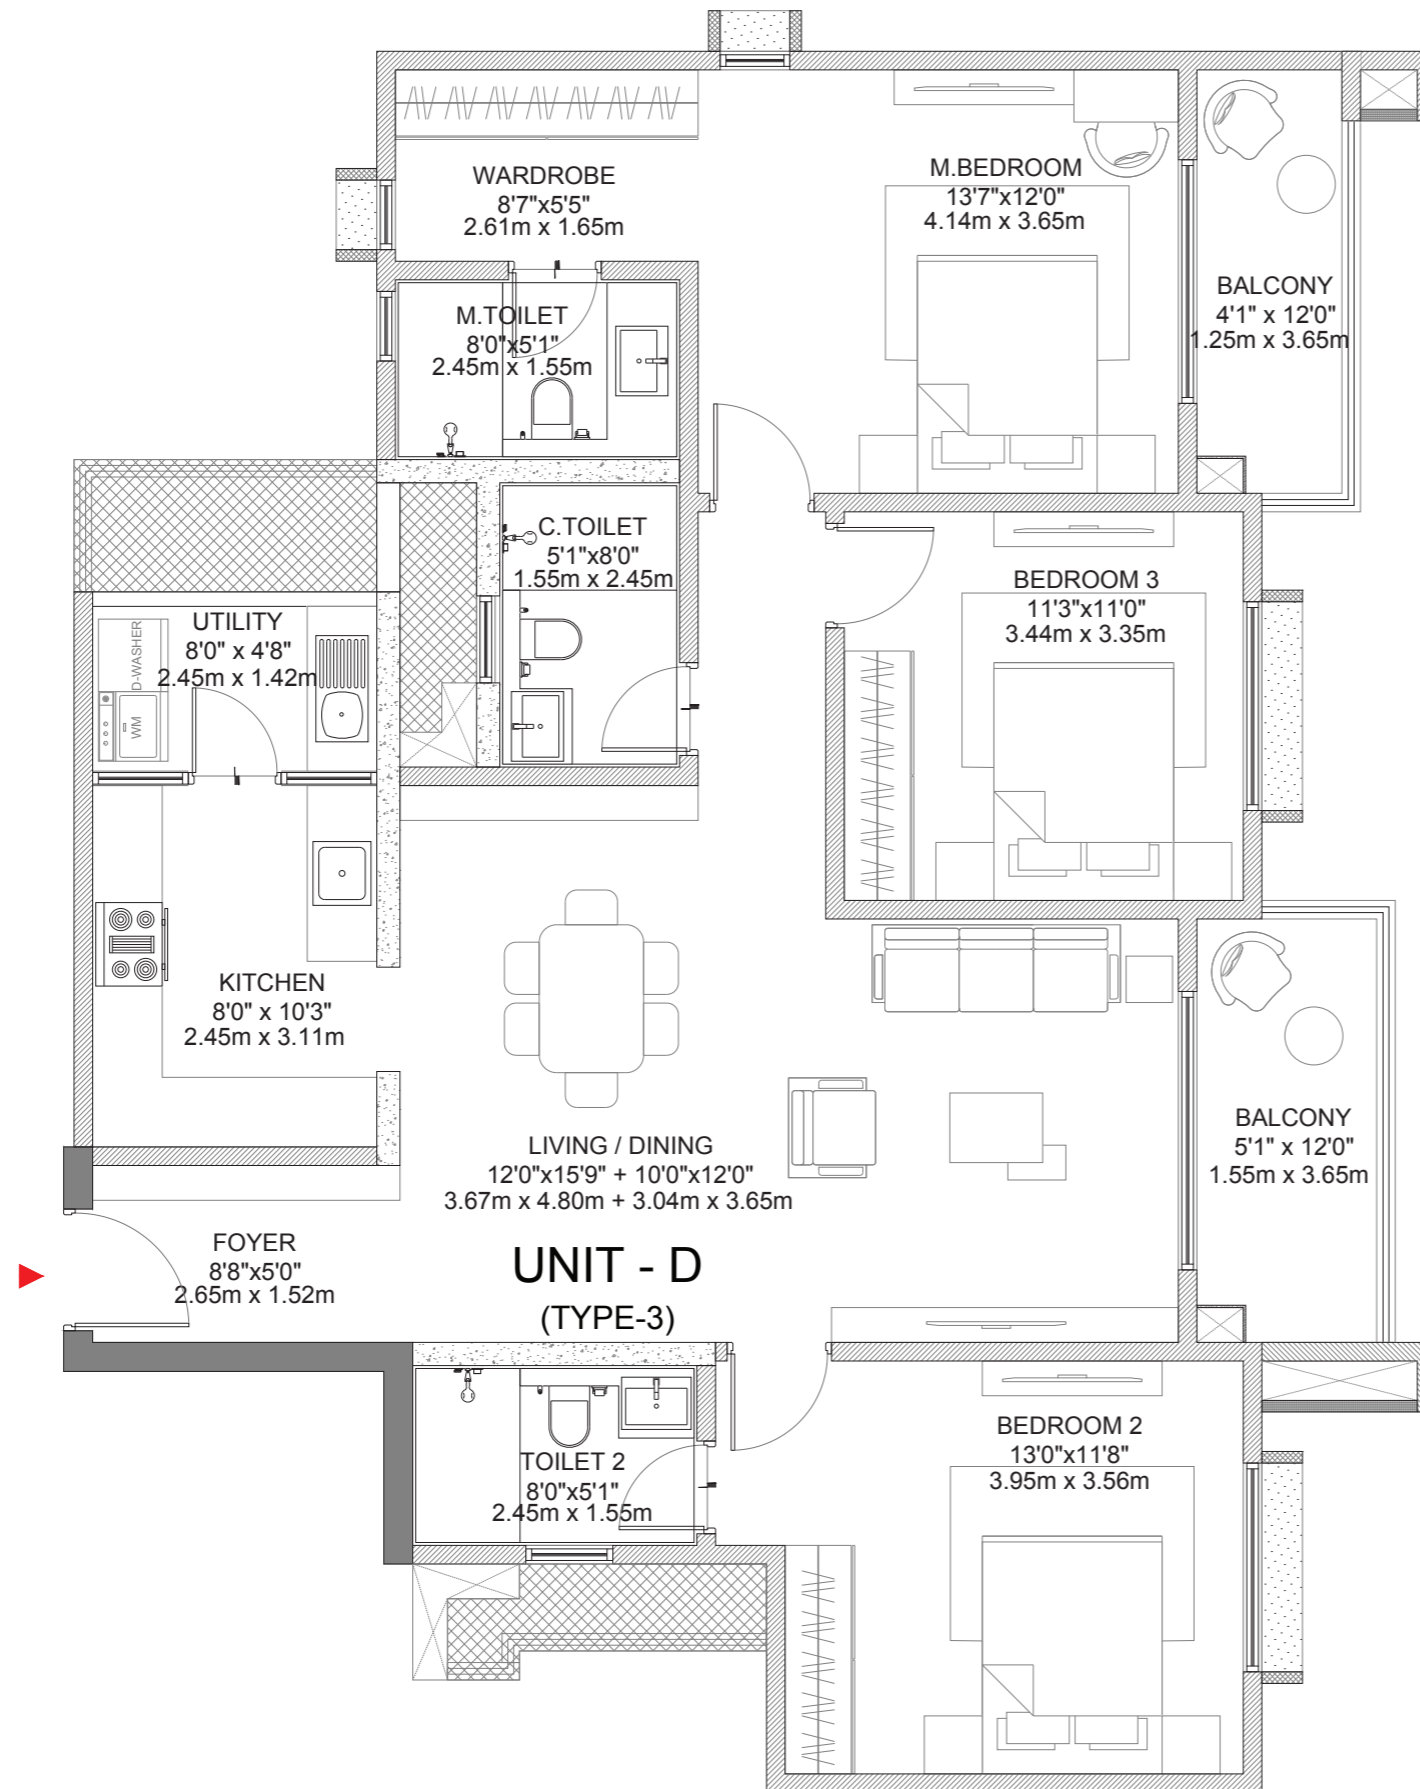 WARDROBE
8'7"x5'5"
2.61m x 1.65m
M.BEDROOM
13'7"x12'0"
4.14m x 3.65m
BALCONY
4'1" x 12'0"
1.25m x 3.65m
M.TOILET
8'0"x5'1"
2.45m x 1.55m
C.TOILET
5'1"x8'0"
1.55m x 2.45m
BEDROOM 3
11'3"x11'0"
3.44m x 3.35m
UTILITY
8'0" x 4'8"
2.45m x 1.42m
D-WASHER
WM
KITCHEN
8'0" x 10'3"
2.45m x 3.11m
LIVING / DINING
12'0"x15'9" + 10'0"x12'0"
3.67m x 4.80m + 3.04m x 3.65m
BALCONY
5'1" x 12'0"
1.55m x 3.65m
FOYER
8'8"x5'0"
2.65m x 1.52m
UNIT - D
(TYPE-3)
TOILET 2
8'0"x5'1"
2.45m x 1.55m
BEDROOM 2
13'0"x11'8"
3.95m x 3.56m